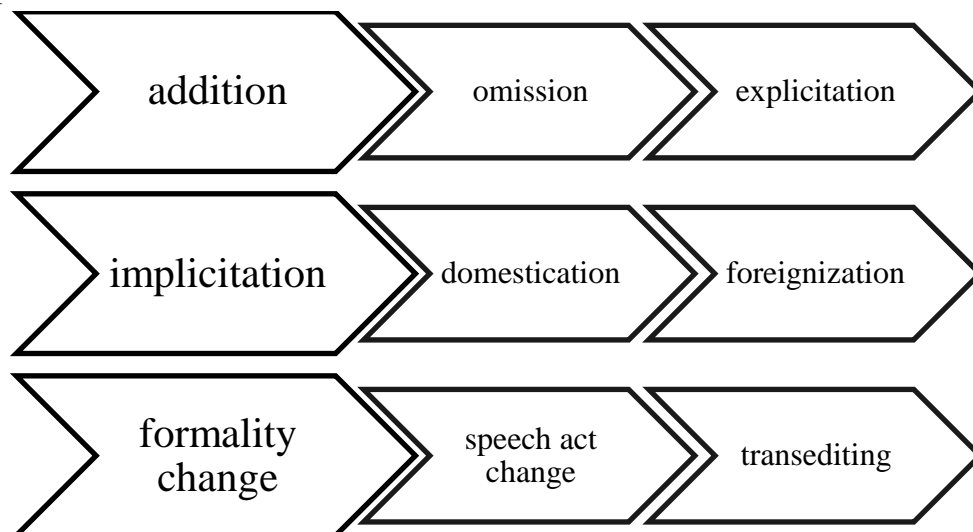 addition
omission
explicitation
implicitation
domestication
foreignization
formality
change
speech act
change
transediting